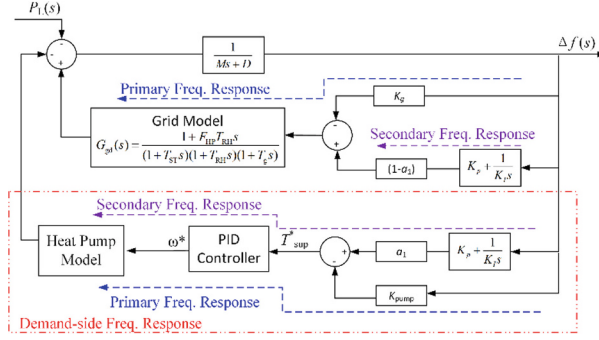 P_L(s)
Δf(s)
1
Ms+D
Primary Freq. Response
K_g
Grid Model
G_gt(s) = 1 + F_HP T_RH s
(1+T_ST s)(1+T_RH s)(1+T_g s)
Secondary Freq. Response
(1-a_1)
K_p + 1
K_I s
Secondary Freq. Response
Heat Pump
Model
ω*
PID
Controller
T*_sup
a_1
K_p + 1
K_I s
K_pump
Primary Freq. Response
Demand-side Freq. Response